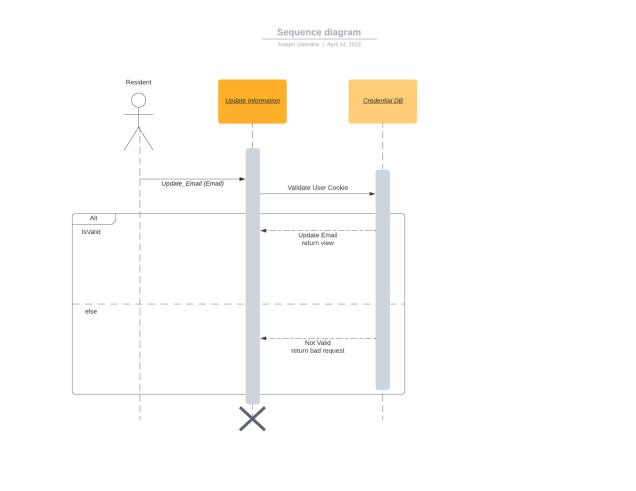 Sequence diagram
Joseph Valentine | April 14, 2022
Resident
Update information
Credential DB
Update_Email (Email)
Validate User Cookie
Alt
IsValid
Update Email
return view
else
Not Valid
return bad request